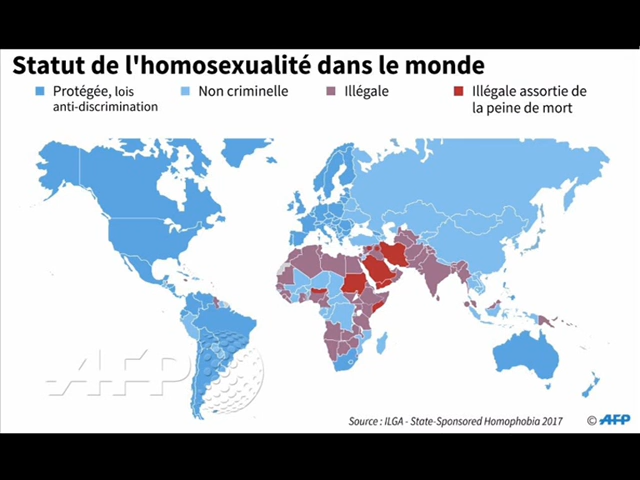 Statut de l'homosexualité dans le monde
Protégée, lois
anti-discrimination
Non criminelle
Illégale
Illégale assortie de
la peine de mort
AFP
Source : ILGA - State-Sponsored Homophobia 2017
© AFP